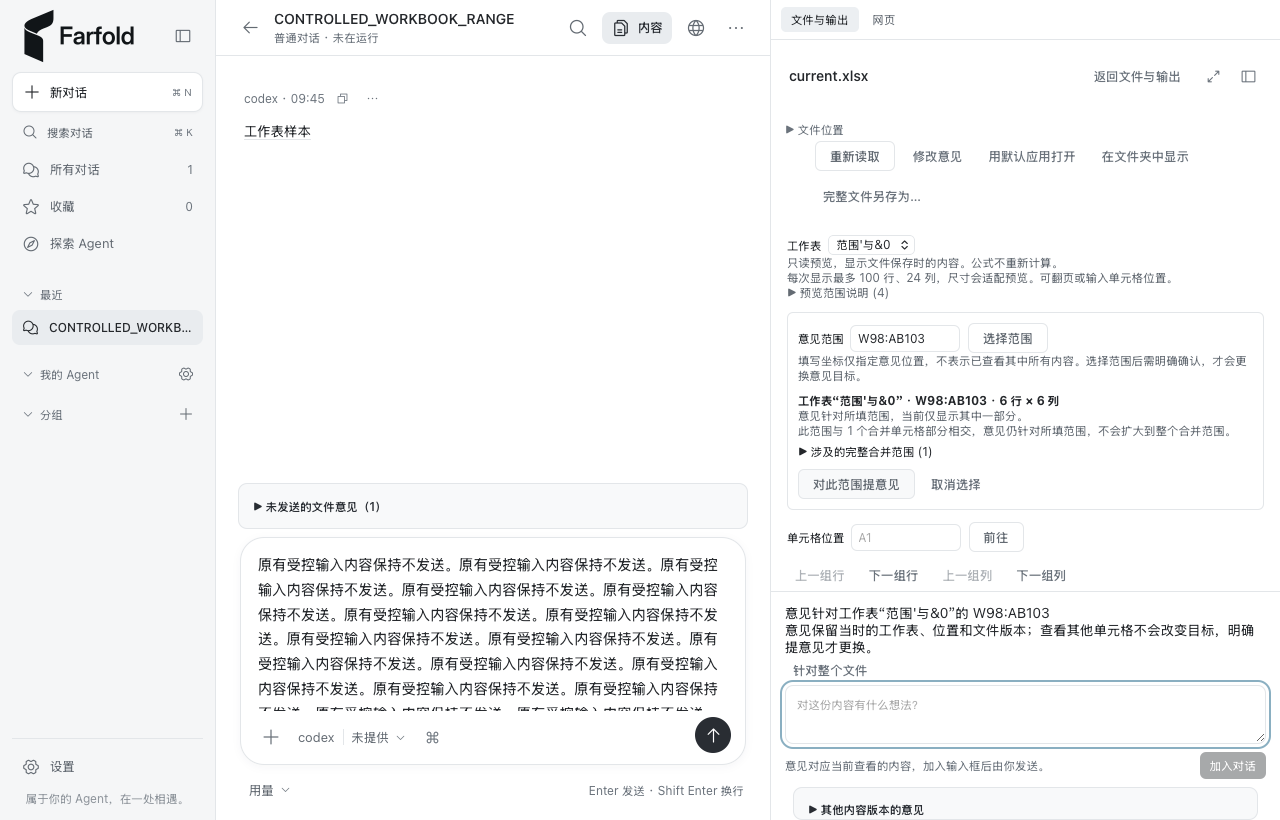 Farfold
新对话 ⌘ N
搜索对话 ⌘ K
所有对话 1
收藏 0
探索 Agent
最近
CONTROLLED_WORKB...
我的 Agent
分组
设置
属于你的 Agent，在一处相遇。
CONTROLLED_WORKBOOK_RANGE
普通对话 · 未在运行
内容
codex · 09:45
工作表样本
未发送的文件意见（1）
原有受控输入内容保持不发送。原有受控输入内容保持不发送。原有受控
输入内容保持不发送。原有受控输入内容保持不发送。原有受控输入内容
保持不发送。原有受控输入内容保持不发送。原有受控输入内容保持不发
送。原有受控输入内容保持不发送。原有受控输入内容保持不发送。原有
受控输入内容保持不发送。原有受控输入内容保持不发送。原有受控输入
内容保持不发送。原有受控输入内容保持不发送。原有受控输入内容保持
不发送。原有受控输入内容保持不发送。原有受控输入内容保持不发送。
codex 未提供 ⌘
用量
Enter 发送 · Shift Enter 换行
文件与输出 网页
current.xlsx 返回文件与输出
文件位置
重新读取 修改意见 用默认应用打开 在文件夹中显示
完整文件另存为...
工作表 范围'与&0
只读预览，显示文件保存时的内容。公式不重新计算。
每次显示最多 100 行、24 列，尺寸会适配预览。可翻页或输入单元格位置。
预览范围说明 (4)
意见范围 W98:AB103 选择范围
填写坐标仅指定意见位置，不表示已查看其中所有内容。选择范围后需明确确认，才会更
换意见目标。
工作表“范围'与&0” · W98:AB103 · 6 行 × 6 列
意见针对所填范围，当前仅显示其中一部分。
此范围与 1 个合并单元格部分相交，意见仍针对所填范围，不会扩大到整个合并范围。
涉及的完整合并范围 (1)
对此范围提意见 取消选择
单元格位置 A1 前往
上一组行 下一组行 上一组列 下一组列
意见针对工作表“范围'与&0”的 W98:AB103
意见保留当时的工作表、位置和文件版本；查看其他单元格不会改变目标，明确
提意见才更换。
针对整个文件
对这份内容有什么想法?
意见对应当前查看的内容，加入输入框后由你发送。 加入对话
其他内容版本的意见